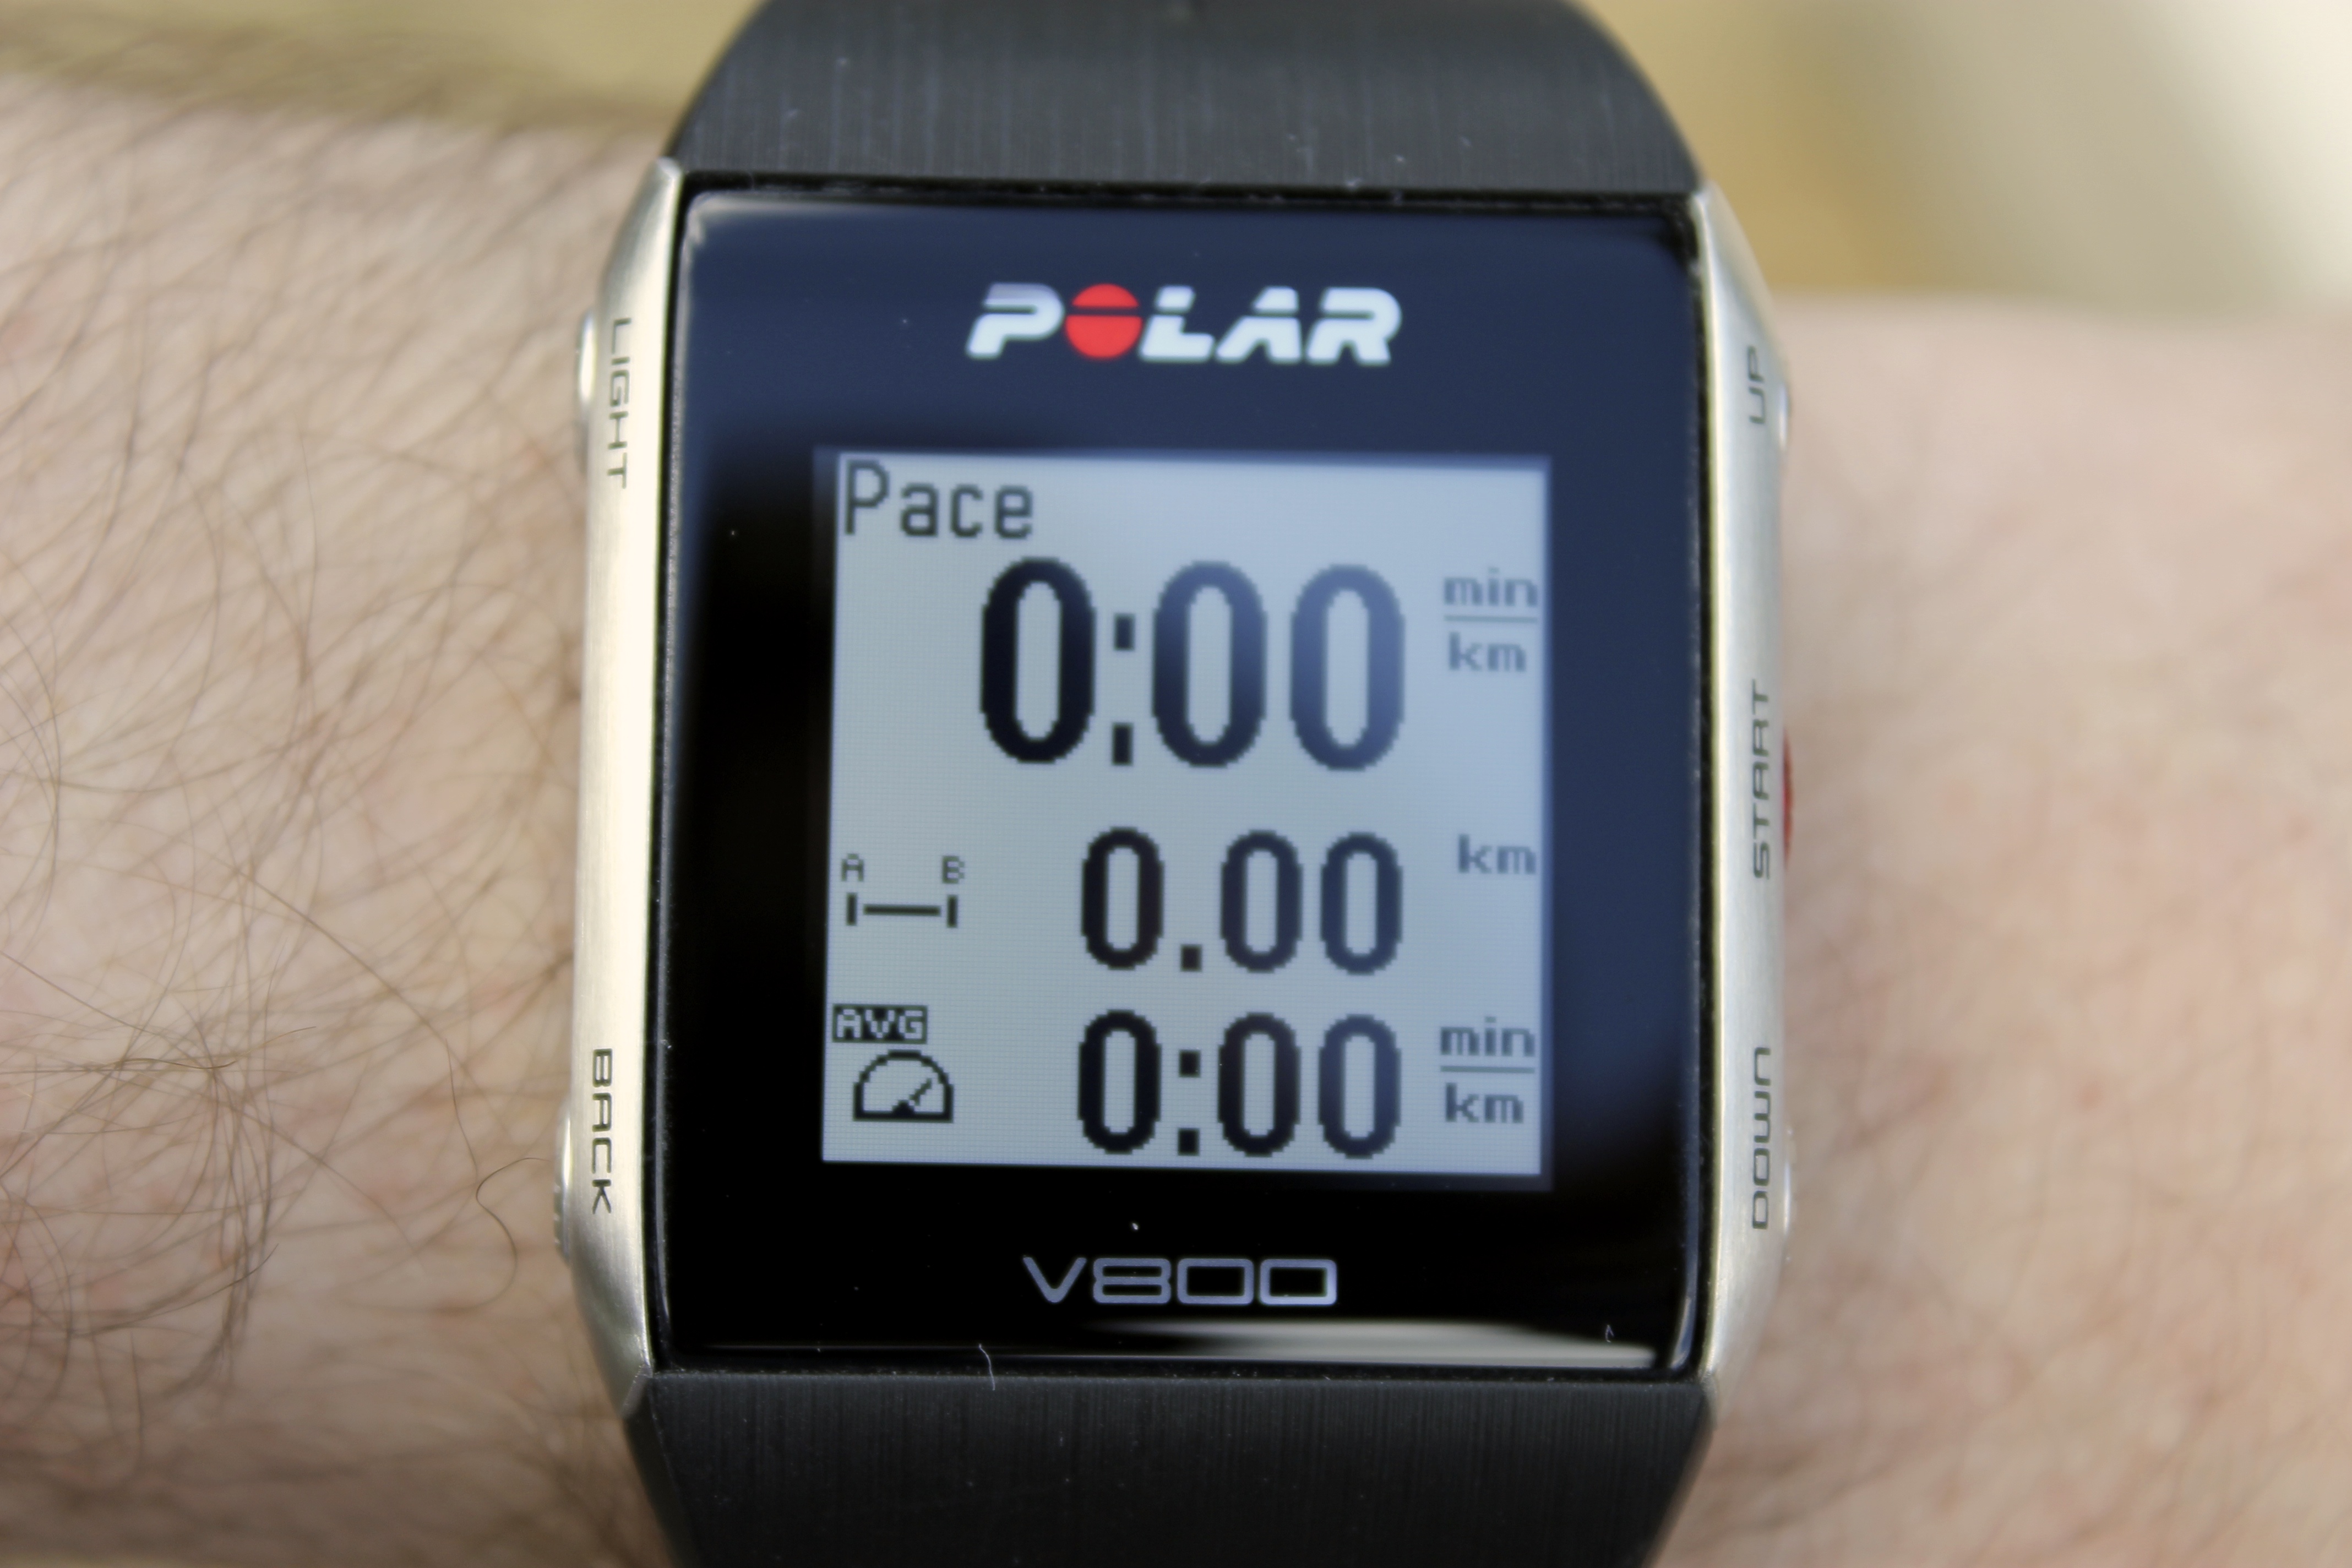 POLAR
LIGHT
UP
Pace
0:00 min/km
START
A B
0.00 km
AVG
0:00 min/km
BACK
DOWN
V800